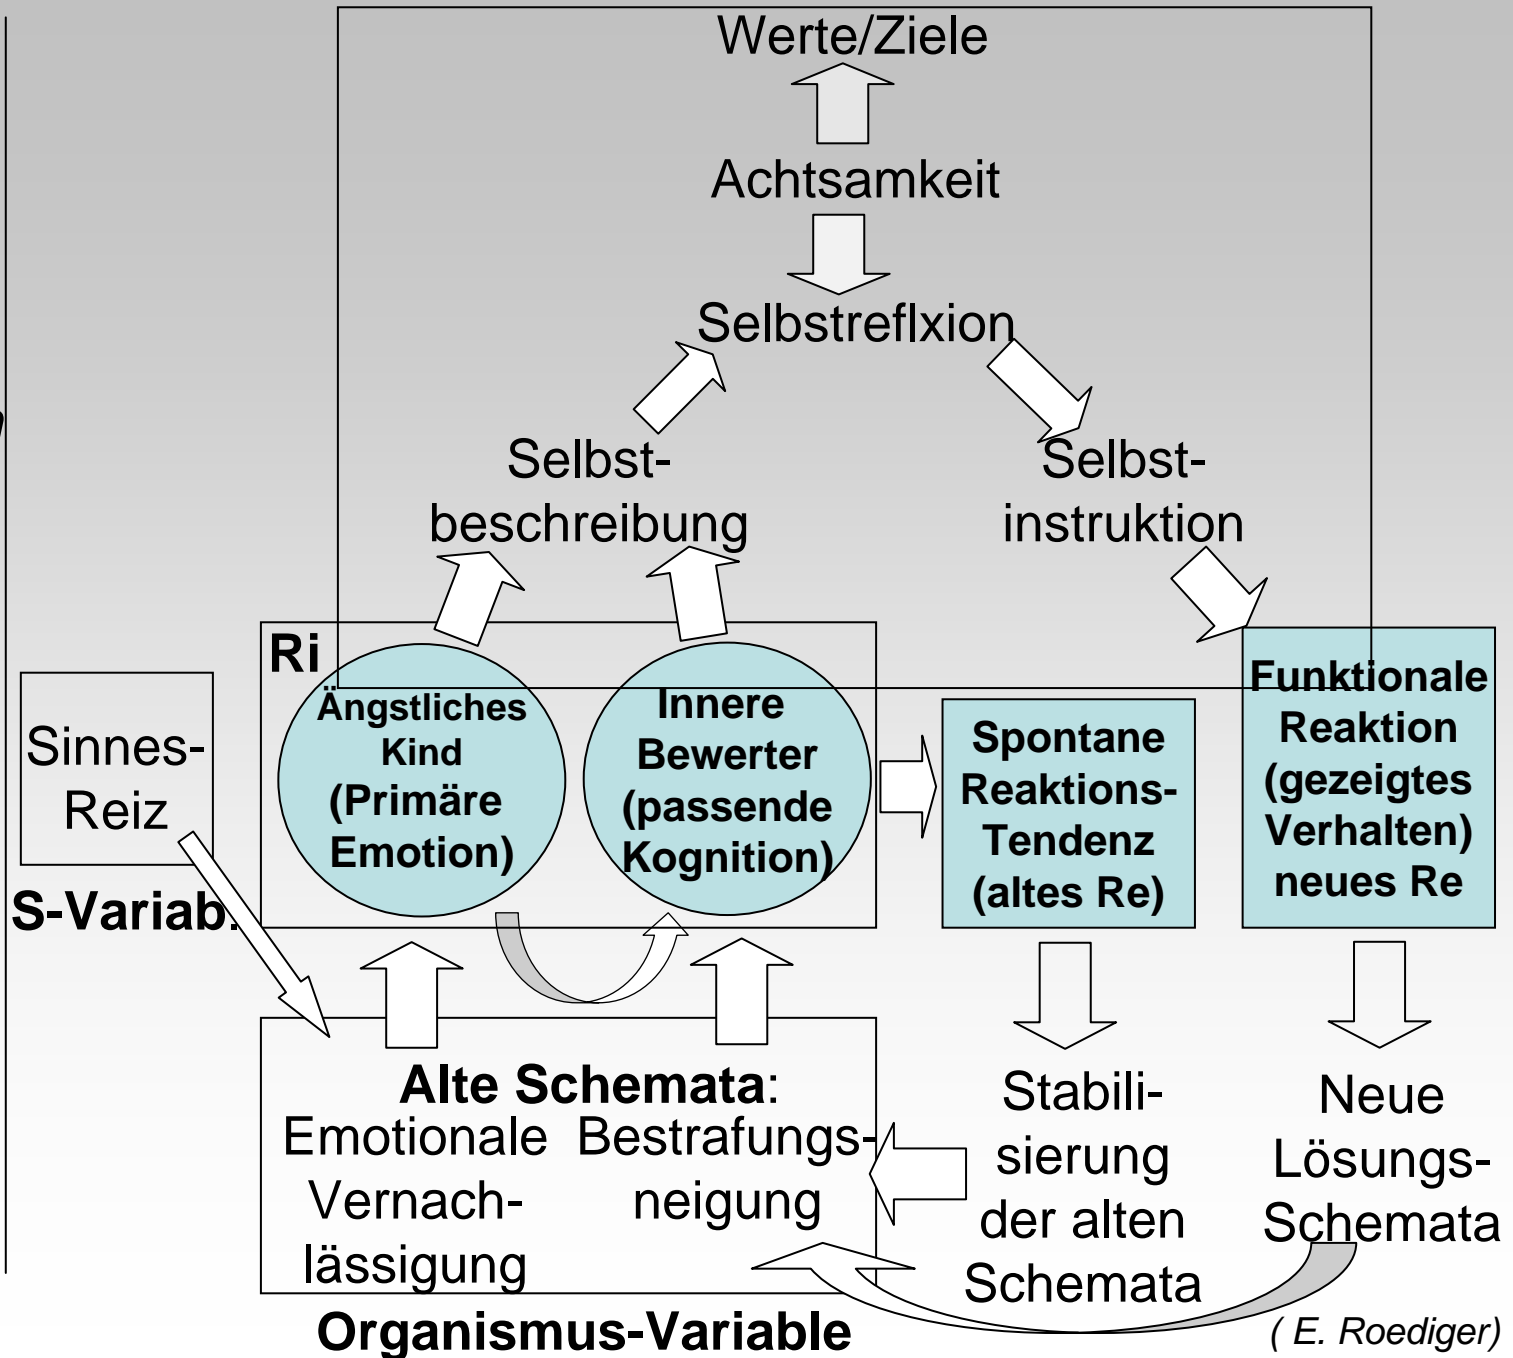 Werte/Ziele
Achtsamkeit
Selbstreflxion
Selbst-
beschreibung
Selbst-
instruktion
Ri
Sinnes-
Reiz
S-Variab.
Ängstliches
Kind
(Primäre
Emotion)
Innere
Bewerter
(passende
Kognition)
Spontane
Reaktions-
Tendenz
(altes Re)
Funktionale
Reaktion
(gezeigtes
Verhalten)
neues Re
Alte Schemata:
Emotionale
Vernach-
lässigung
Bestrafungs-
neigung
Organismus-Variable
Stabili-
sierung
der alten
Schemata
Neue
Lösungs-
Schemata
( E. Roediger)